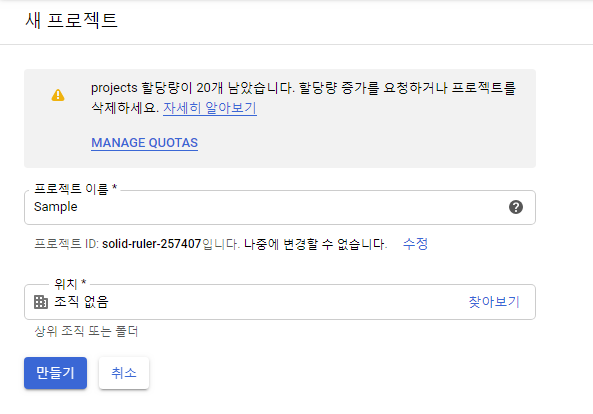 새 프로젝트
projects 할당량이 20개 남았습니다. 할당량 증가를 요청하거나 프로젝트를
삭제하세요. 자세히 알아보기
MANAGE QUOTAS
프로젝트 이름 *
Sample
프로젝트 ID: solid-ruler-257407입니다. 나중에 변경할 수 없습니다. 수정
위치 *
조직 없음 찾아보기
상위 조직 또는 폴더
만들기 취소